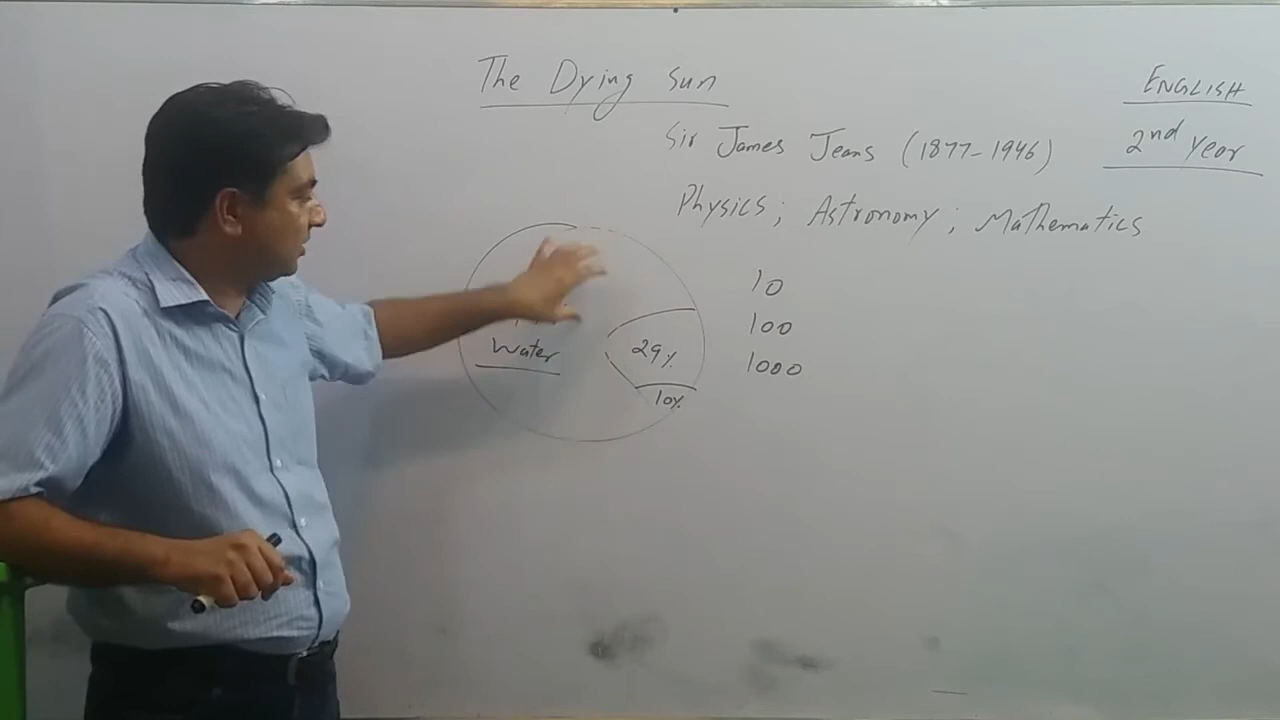 The Dying Sun
ENGLISH
2nd Year
Sir James Jeans (1877-1946)
Physics; Astronomy; Mathematics
10
100
1000
Water
29%
10%